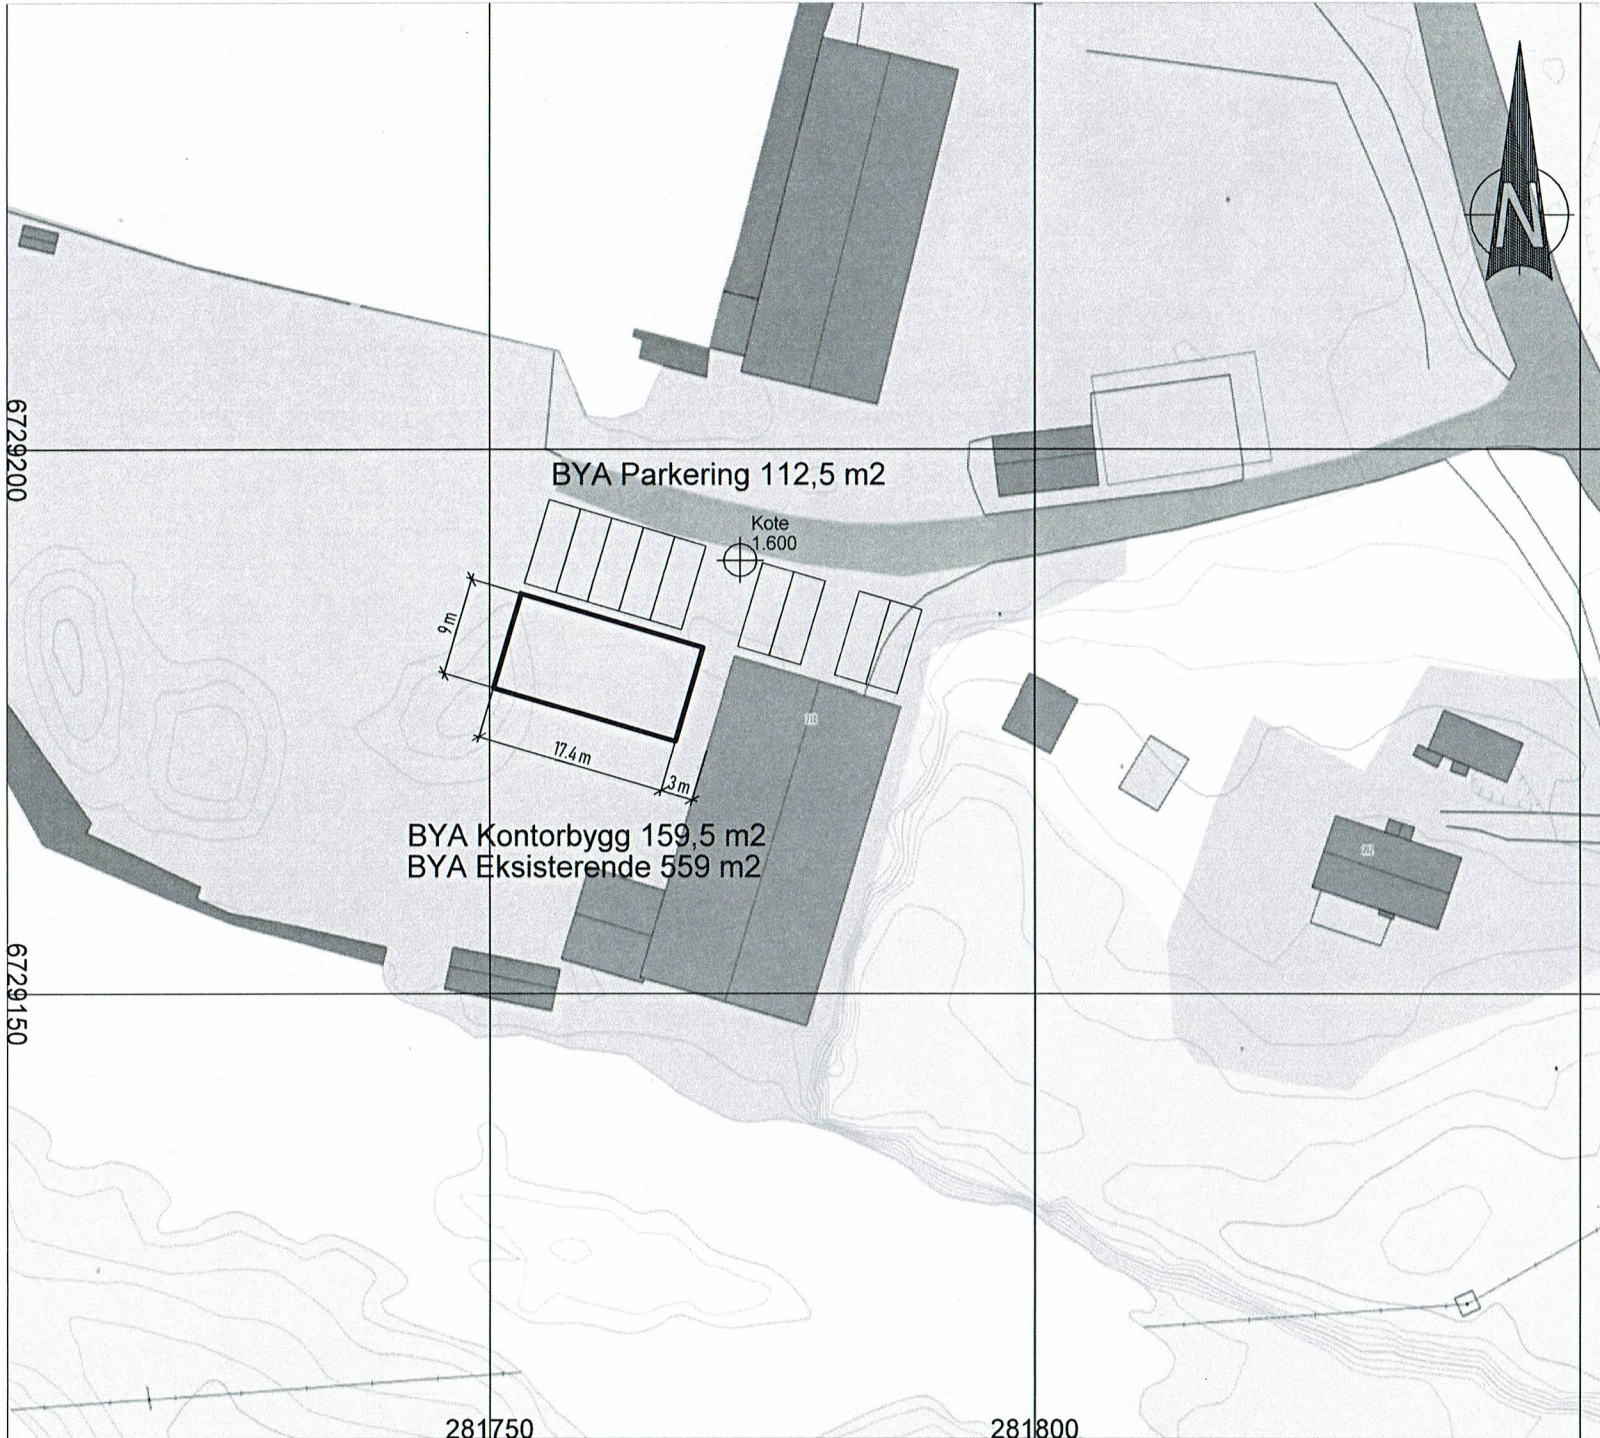 N
6729200
BYA Parkering 112,5 m2
Kote
1.600
9 m
17.4 m
3 m
BYA Kontorbygg 159,5 m2
BYA Eksisterende 559 m2
6729150
281750
281800